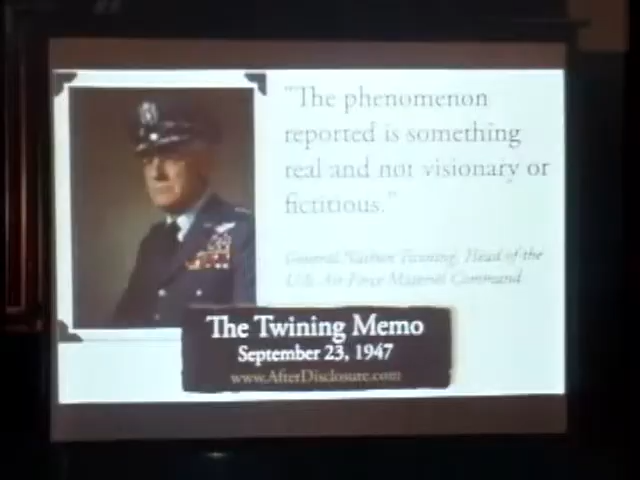 "The phenomenon
reported is something
real and not visionary or
fictitious."
General Nathan Twining, Head of the
U.S. Air Force Materiel Command
The Twining Memo
September 23, 1947
www.AfterDisclosure.com